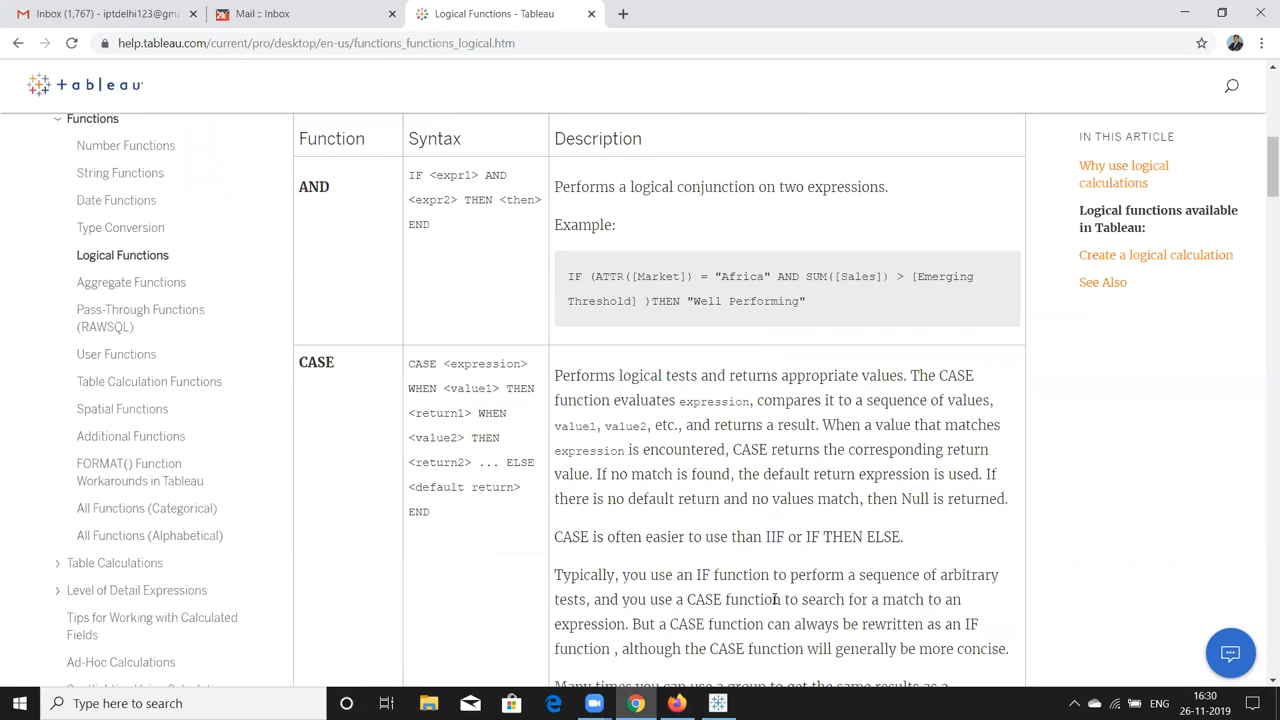 Inbox (1,767) - iptdelhi123@gma
Mail :: Inbox
Logical Functions - Tableau
help.tableau.com/current/pro/desktop/en-us/functions_functions_logical.htm
+ a b l e a u
Functions
Number Functions
String Functions
Date Functions
Type Conversion
Logical Functions
Aggregate Functions
Pass-Through Functions
(RAWSQL)
User Functions
Table Calculation Functions
Spatial Functions
Additional Functions
FORMAT() Function
Workarounds in Tableau
All Functions (Categorical)
All Functions (Alphabetical)
Table Calculations
Level of Detail Expressions
Tips for Working with Calculated
Fields
Ad-Hoc Calculations
Function
Syntax
Description
AND
IF <expr1> AND
<expr2> THEN <then>
END
Performs a logical conjunction on two expressions.
Example:
IF (ATTR([Market]) = "Africa" AND SUM([Sales]) > [Emerging
Threshold] )THEN "Well Performing"
CASE
CASE <expression>
WHEN <value1> THEN
<return1> WHEN
<value2> THEN
<return2> ... ELSE
<default return>
END
Performs logical tests and returns appropriate values. The CASE
function evaluates expression, compares it to a sequence of values,
value1, value2, etc., and returns a result. When a value that matches
expression is encountered, CASE returns the corresponding return
value. If no match is found, the default return expression is used. If
there is no default return and no values match, then Null is returned.
CASE is often easier to use than IIF or IF THEN ELSE.
Typically, you use an IF function to perform a sequence of arbitrary
tests, and you use a CASE function to search for a match to an
expression. But a CASE function can always be rewritten as an IF
function , although the CASE function will generally be more concise.
Many times you can use a group to get the same results as a
IN THIS ARTICLE
Why use logical
calculations
Logical functions available
in Tableau:
Create a logical calculation
See Also
Type here to search
ENG
16:30
26-11-2019